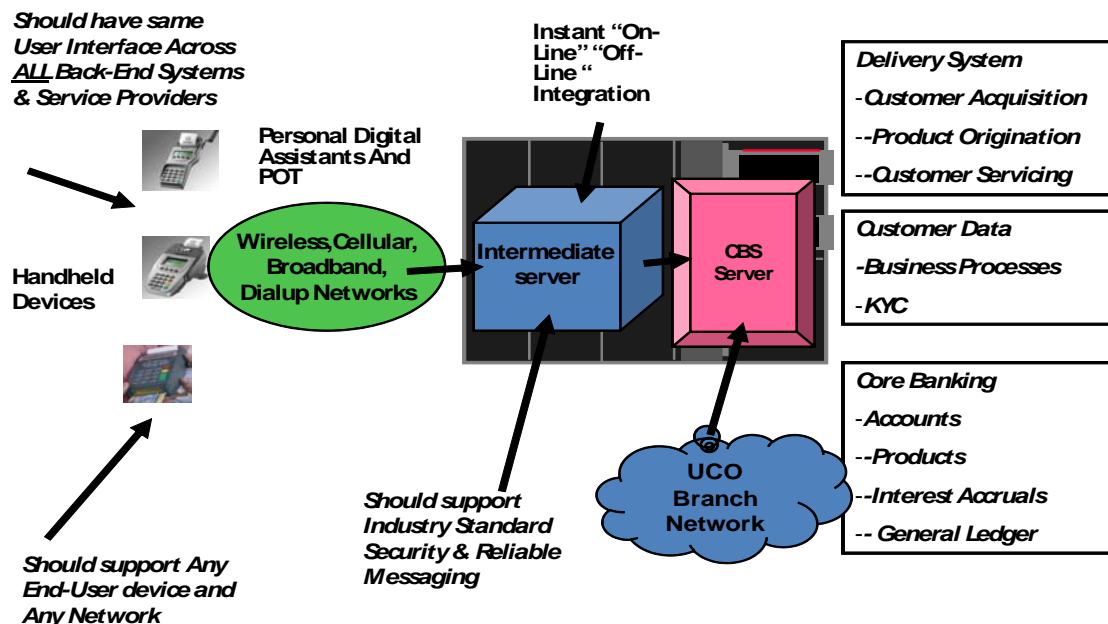 Should have same
User Interface Across
ALL Back-End Systems
& Service Providers
Instant “On-
Line” “Off-
Line “
Integration
Personal Digital
Assistants And
POT
Handheld
Devices
Wireless,Cellular,
Broadband,
Dialup Networks
Intermediate
server
CBS
Server
Delivery System
-Customer Acquisition
--Product Origination
--Customer Servicing
Customer Data
-Business Processes
-KYC
Core Banking
-Accounts
--Products
--Interest Accruals
-- General Ledger
UCO
Branch
Network
Should support
Industry Standard
Security & Reliable
Messaging
Should support Any
End-User device and
Any Network